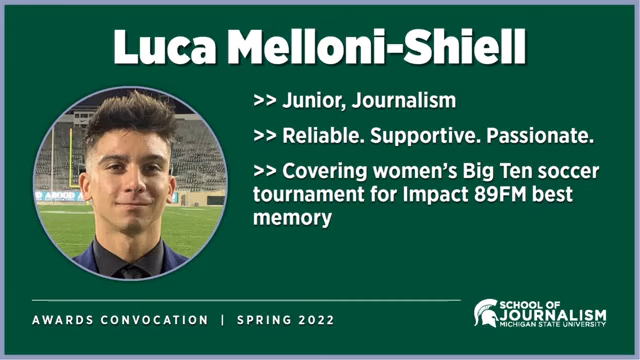 Luca Melloni-Shiell
>> Junior, Journalism
>> Reliable. Supportive. Passionate.
>> Covering women’s Big Ten soccer
tournament for Impact 89FM best
memory
AWARDS CONVOCATION | SPRING 2022
SCHOOL OF
JOURNALISM
MICHIGAN STATE UNIVERSITY